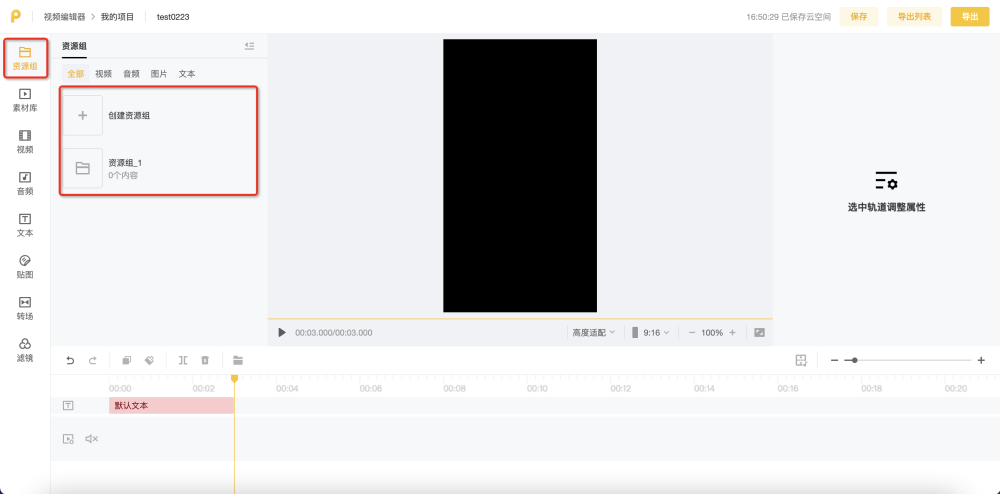 视频编辑器 > 我的项目 test0223
16:50:29 已保存云空间 保存 导出列表 导出
资源组
素材库
视频
音频
文本
贴图
转场
滤镜
资源组
全部 视频 音频 图片 文本
创建资源组
资源组_1
0个内容
选中轨道调整属性
00:03.000/00:03.000 高度适配 9:16 100%
00:00 00:02 00:04 00:06 00:08 00:10 00:12 00:14 00:16 00:18 00:20
默认文本